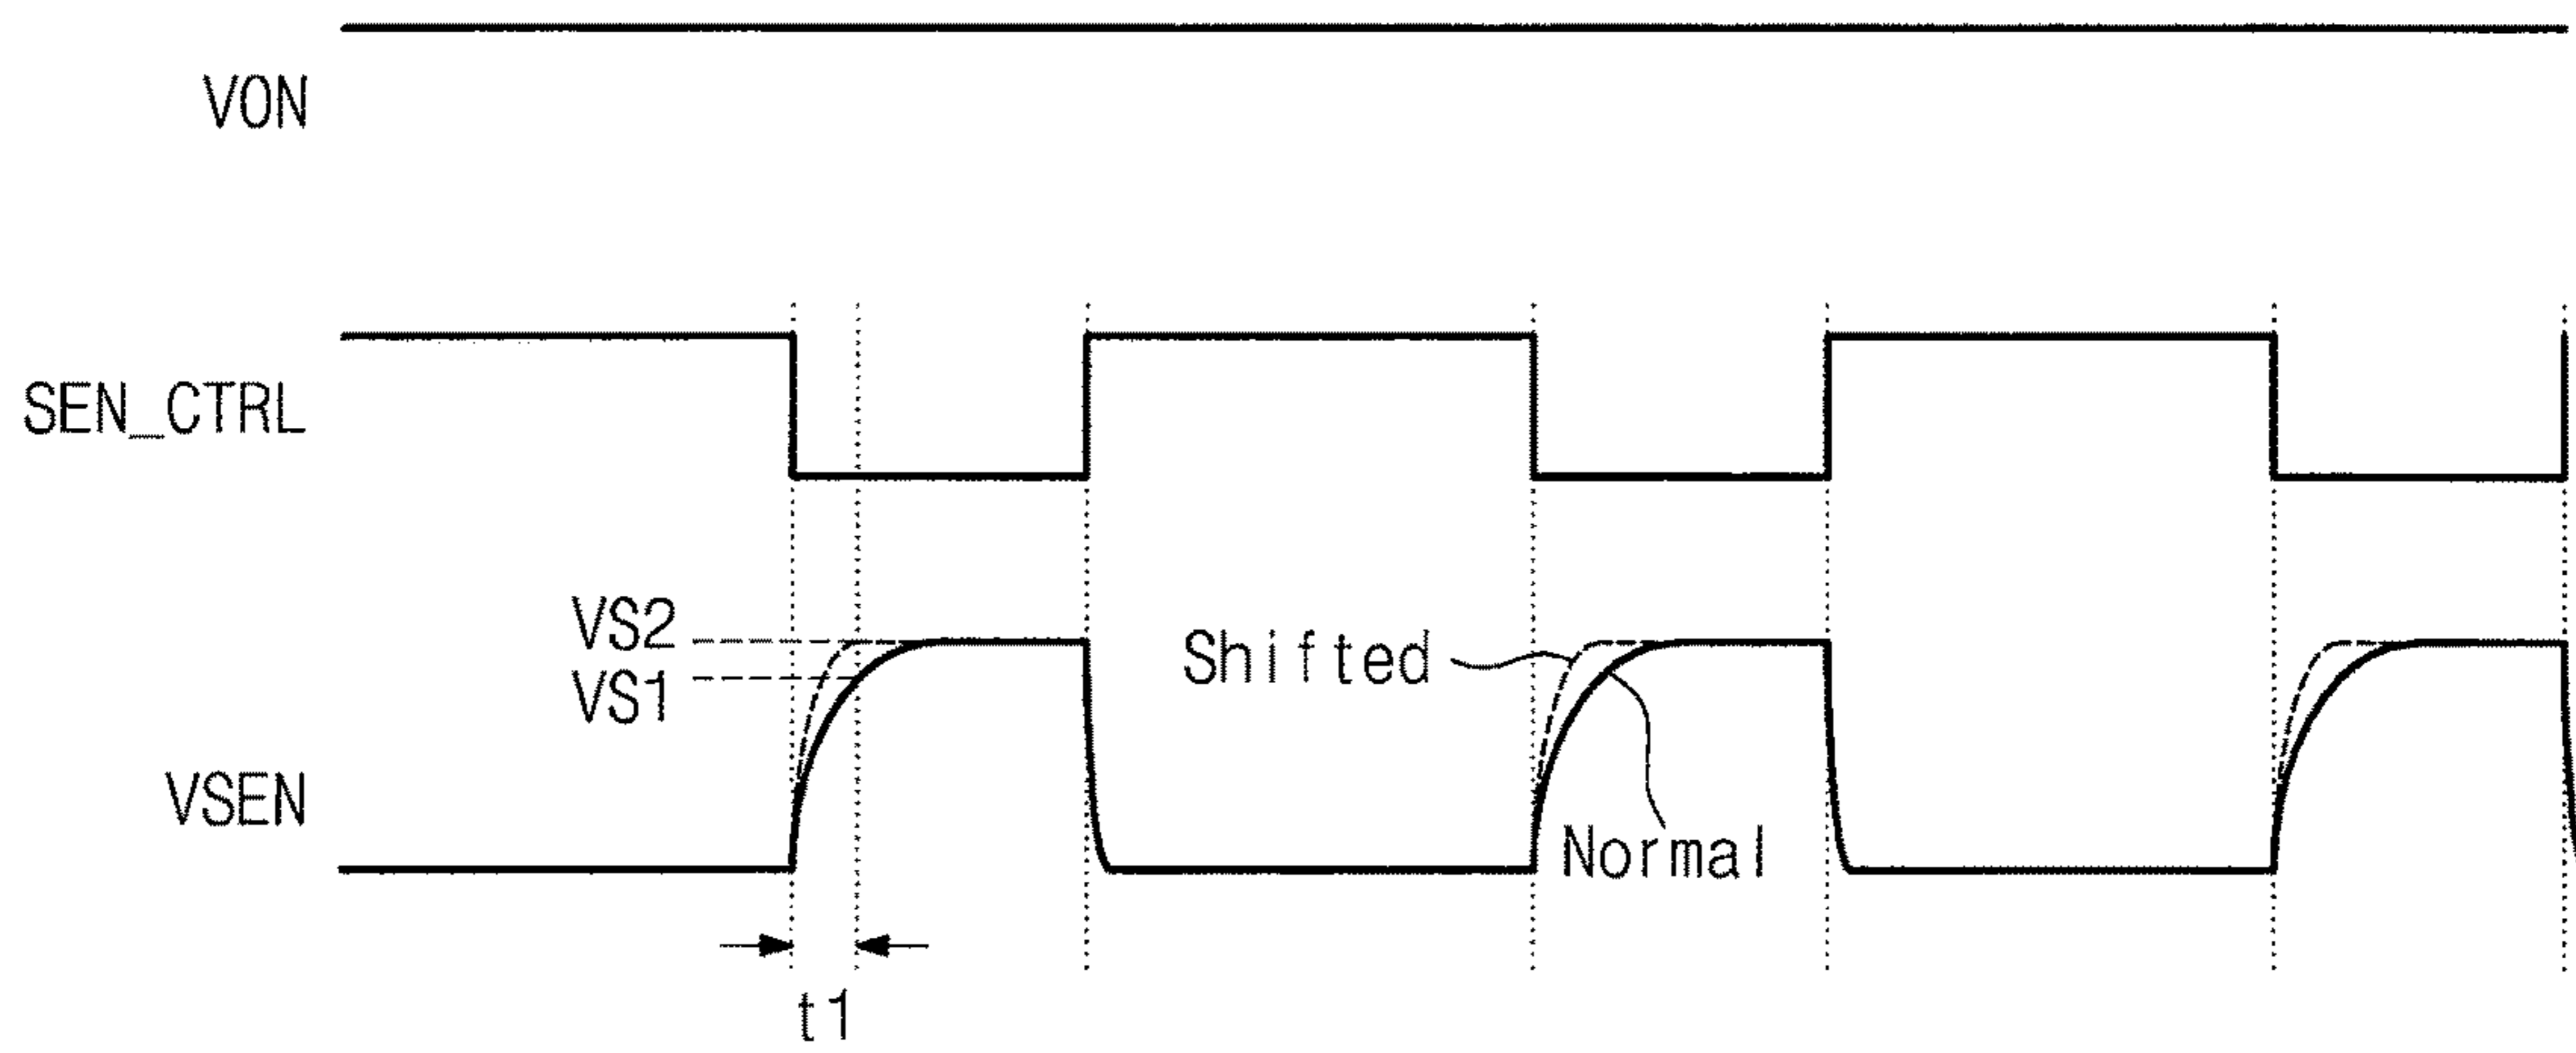 VON
SEN_CTRL
VS2
Shifted
VS1
VSEN
Normal
t1